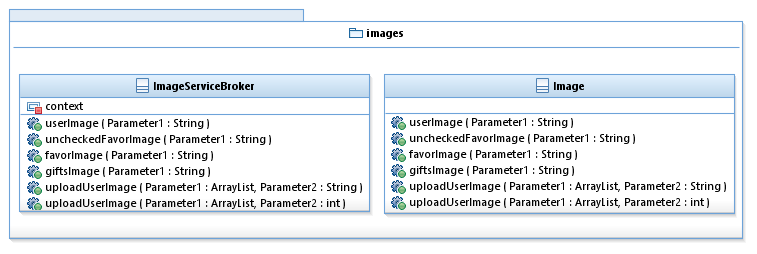 images
ImageServiceBroker
context
userImage ( Parameter1 : String )
uncheckedFavorImage ( Parameter1 : String )
favorImage ( Parameter1 : String )
giftsImage ( Parameter1 : String )
uploadUserImage ( Parameter1 : ArrayList, Parameter2 : String )
uploadUserImage ( Parameter1 : ArrayList, Parameter2 : int )
Image
userImage ( Parameter1 : String )
uncheckedFavorImage ( Parameter1 : String )
favorImage ( Parameter1 : String )
giftsImage ( Parameter1 : String )
uploadUserImage ( Parameter1 : ArrayList, Parameter2 : String )
uploadUserImage ( Parameter1 : ArrayList, Parameter2 : int )